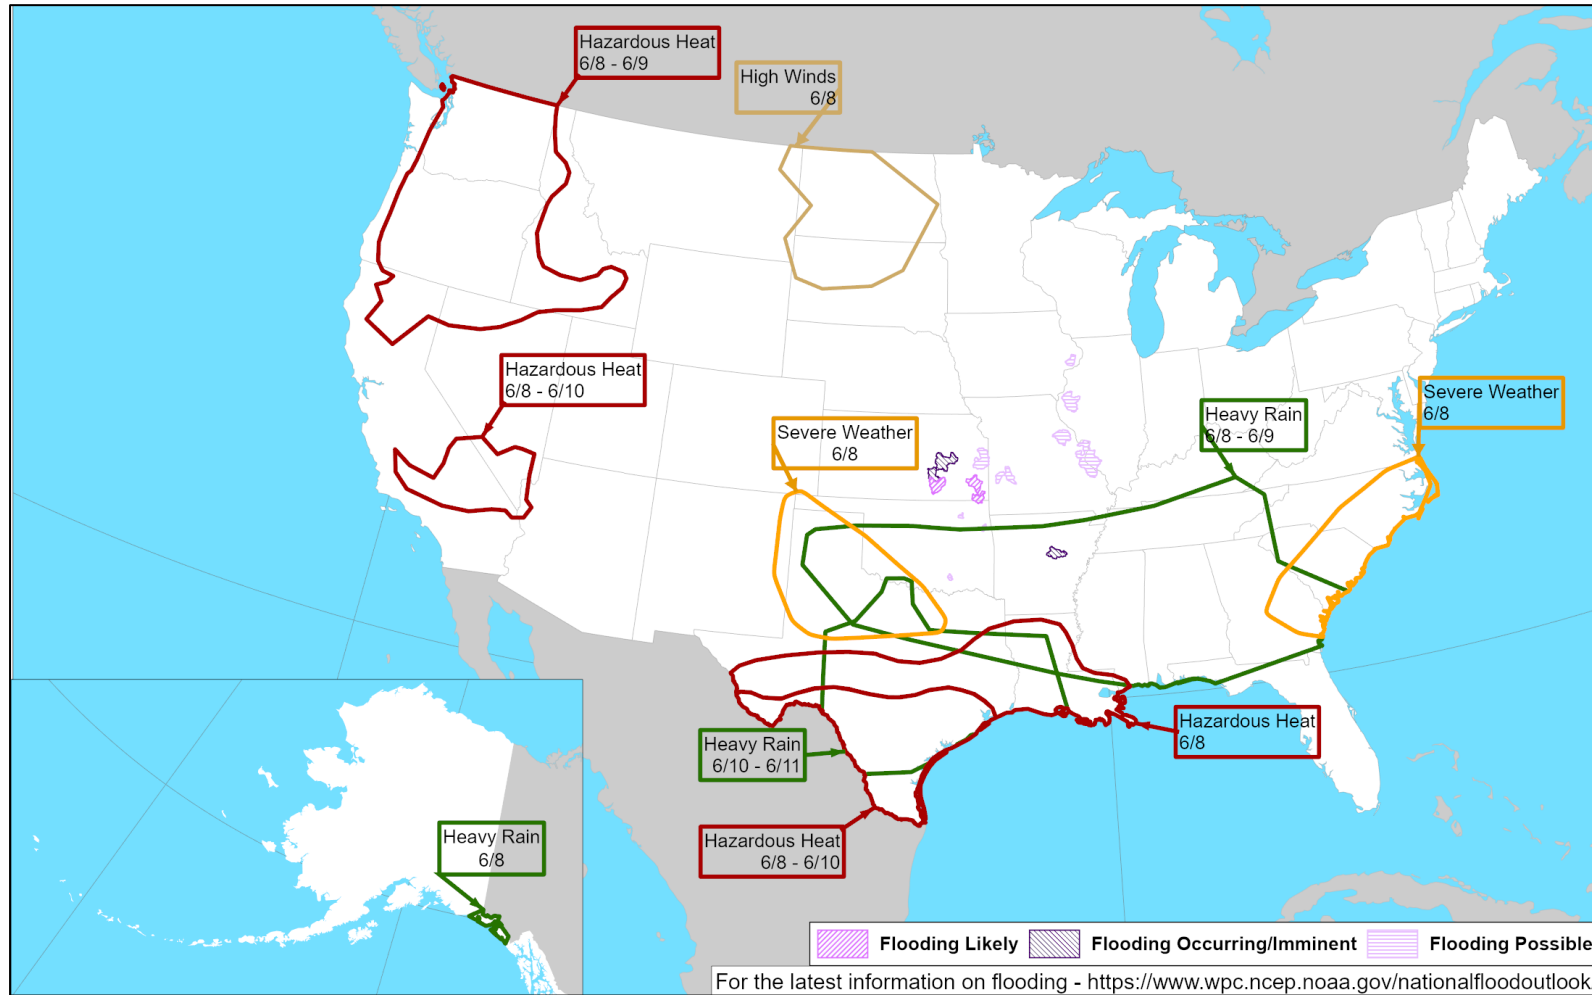 Hazardous Heat
6/8 - 6/9
High Winds
6/8
Hazardous Heat
6/8 - 6/10
Severe Weather
6/8
Heavy Rain
6/8 - 6/9
Severe Weather
6/8
Hazardous Heat
6/8
Heavy Rain
6/10 - 6/11
Hazardous Heat
6/8 - 6/10
Heavy Rain
6/8
Flooding Likely
Flooding Occurring/Imminent
Flooding Possible
For the latest information on flooding - https://www.wpc.ncep.noaa.gov/nationalfloodoutlook